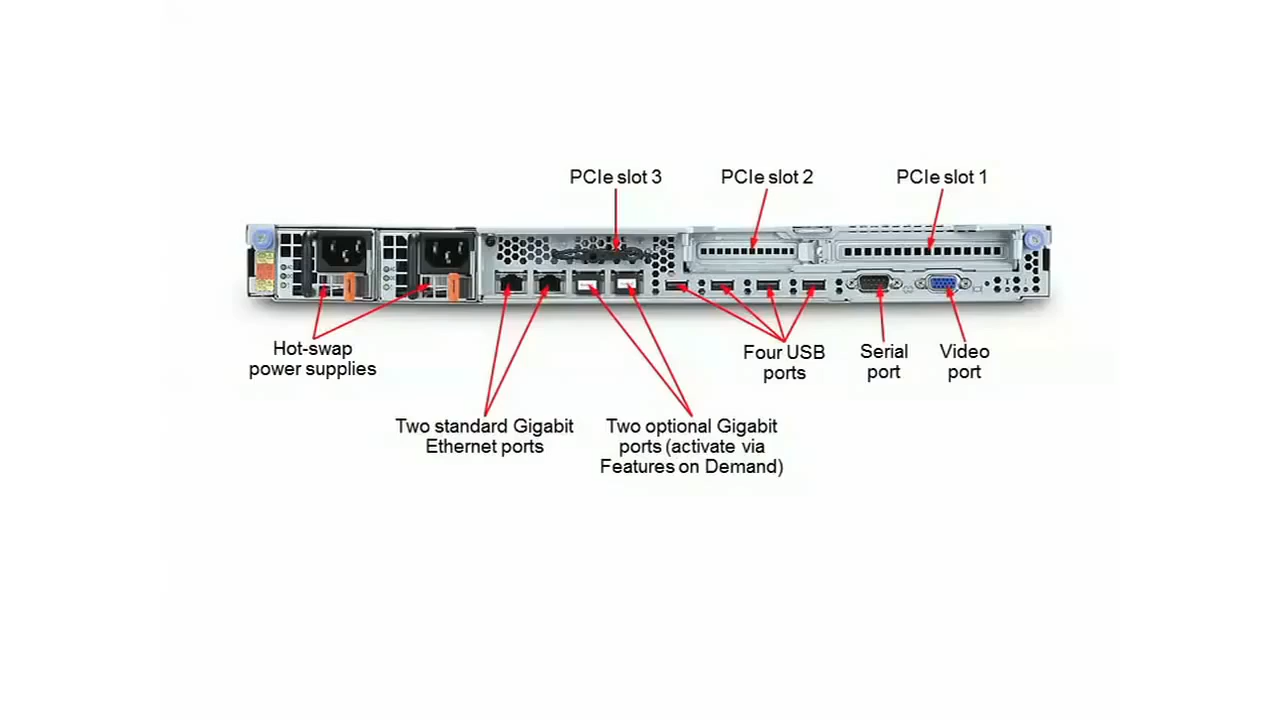 PCIe slot 3
PCIe slot 2
PCIe slot 1
Hot-swap
power supplies
Four USB
ports
Serial
port
Video
port
Two standard Gigabit
Ethernet ports
Two optional Gigabit
ports (activate via
Features on Demand)